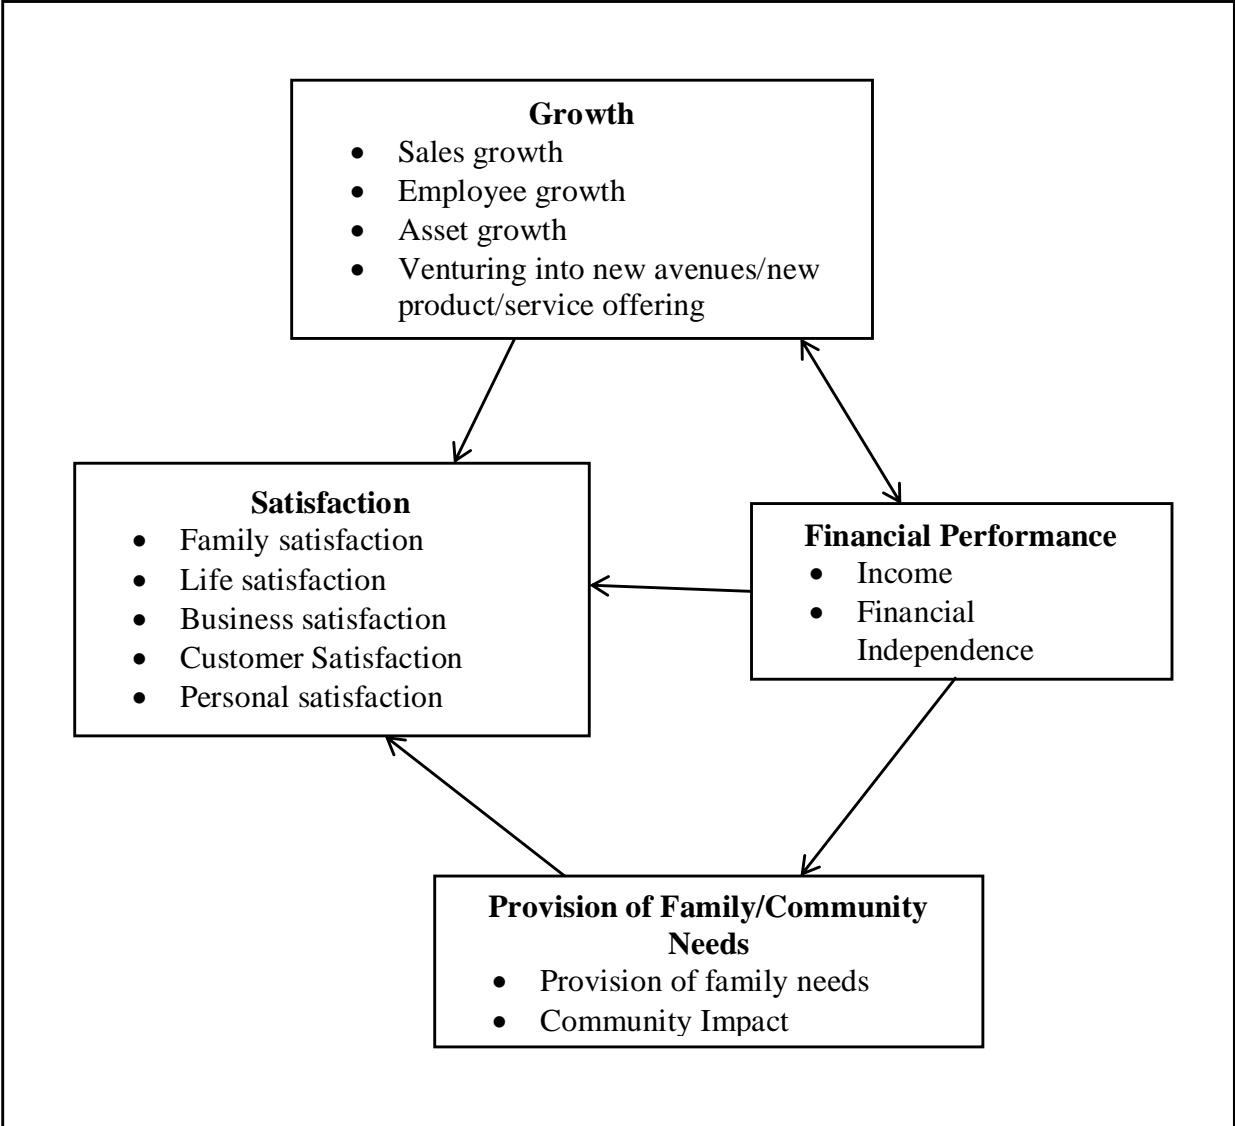 Growth
• Sales growth
• Employee growth
• Asset growth
• Venturing into new avenues/new
product/service offering
Satisfaction
• Family satisfaction
• Life satisfaction
• Business satisfaction
• Customer Satisfaction
• Personal satisfaction
Financial Performance
• Income
• Financial
Independence
Provision of Family/Community
Needs
• Provision of family needs
• Community Impact